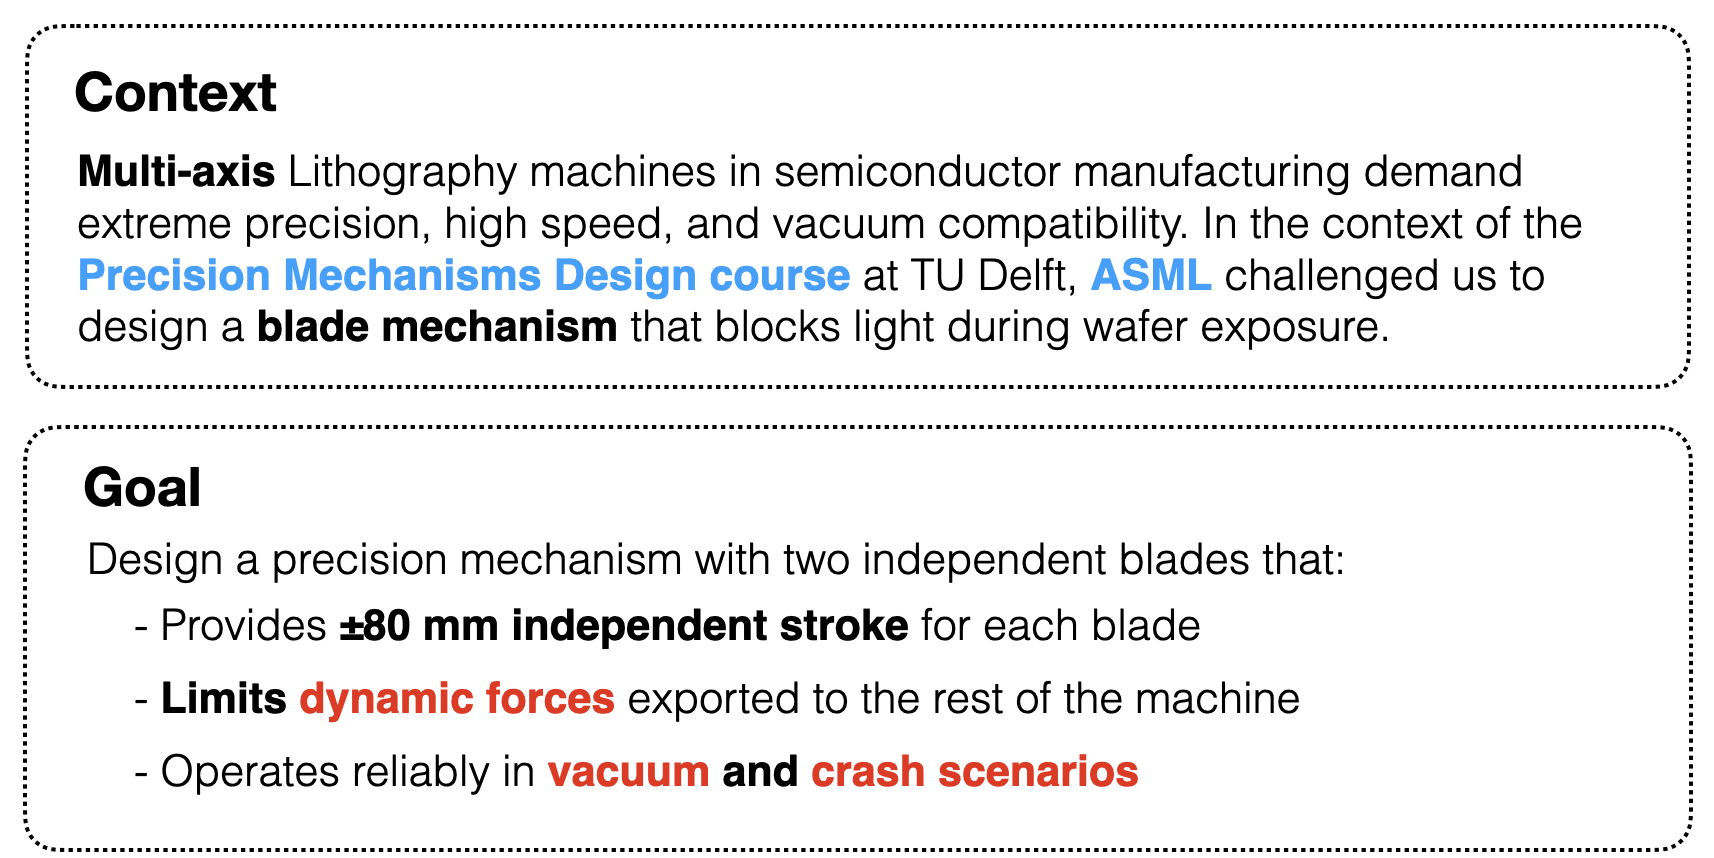 Context
Multi-axis Lithography machines in semiconductor manufacturing demand
extreme precision, high speed, and vacuum compatibility. In the context of the
Precision Mechanisms Design course at TU Delft, ASML challenged us to
design a blade mechanism that blocks light during wafer exposure.
Goal
Design a precision mechanism with two independent blades that:
- Provides ±80 mm independent stroke for each blade
- Limits dynamic forces exported to the rest of the machine
- Operates reliably in vacuum and crash scenarios